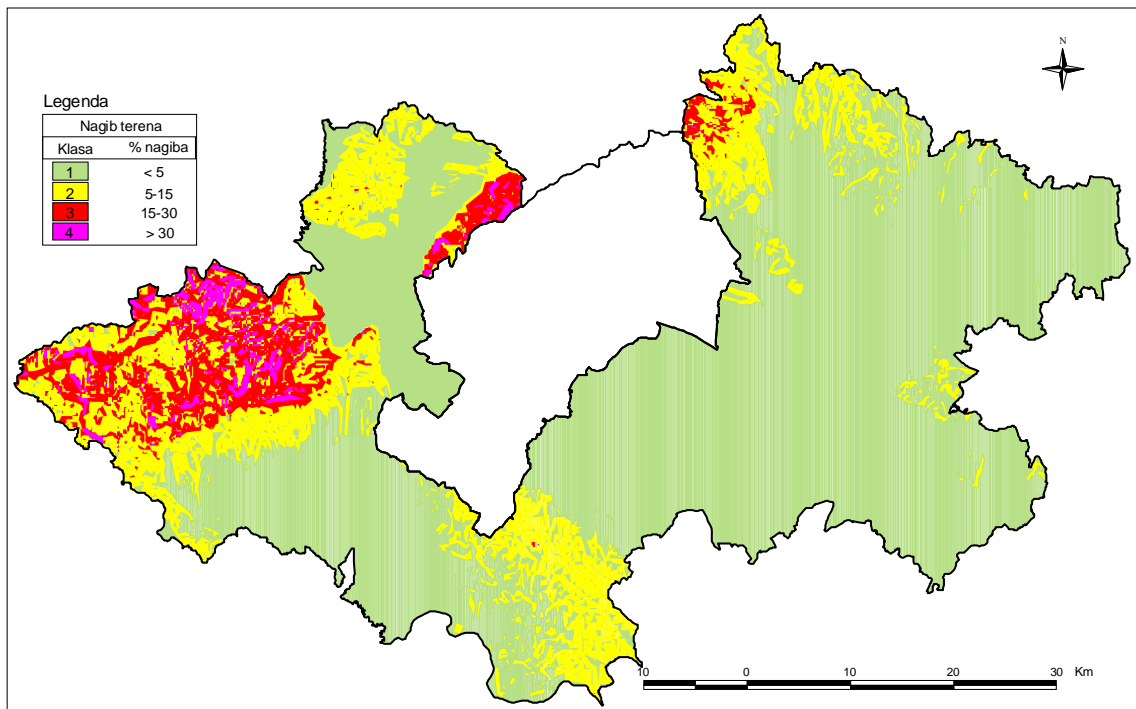 N
Legenda
Nagib terena
Klasa % nagiba
1 < 5
2 5-15
3 15-30
4 > 30
10 0 10 20 30 Km